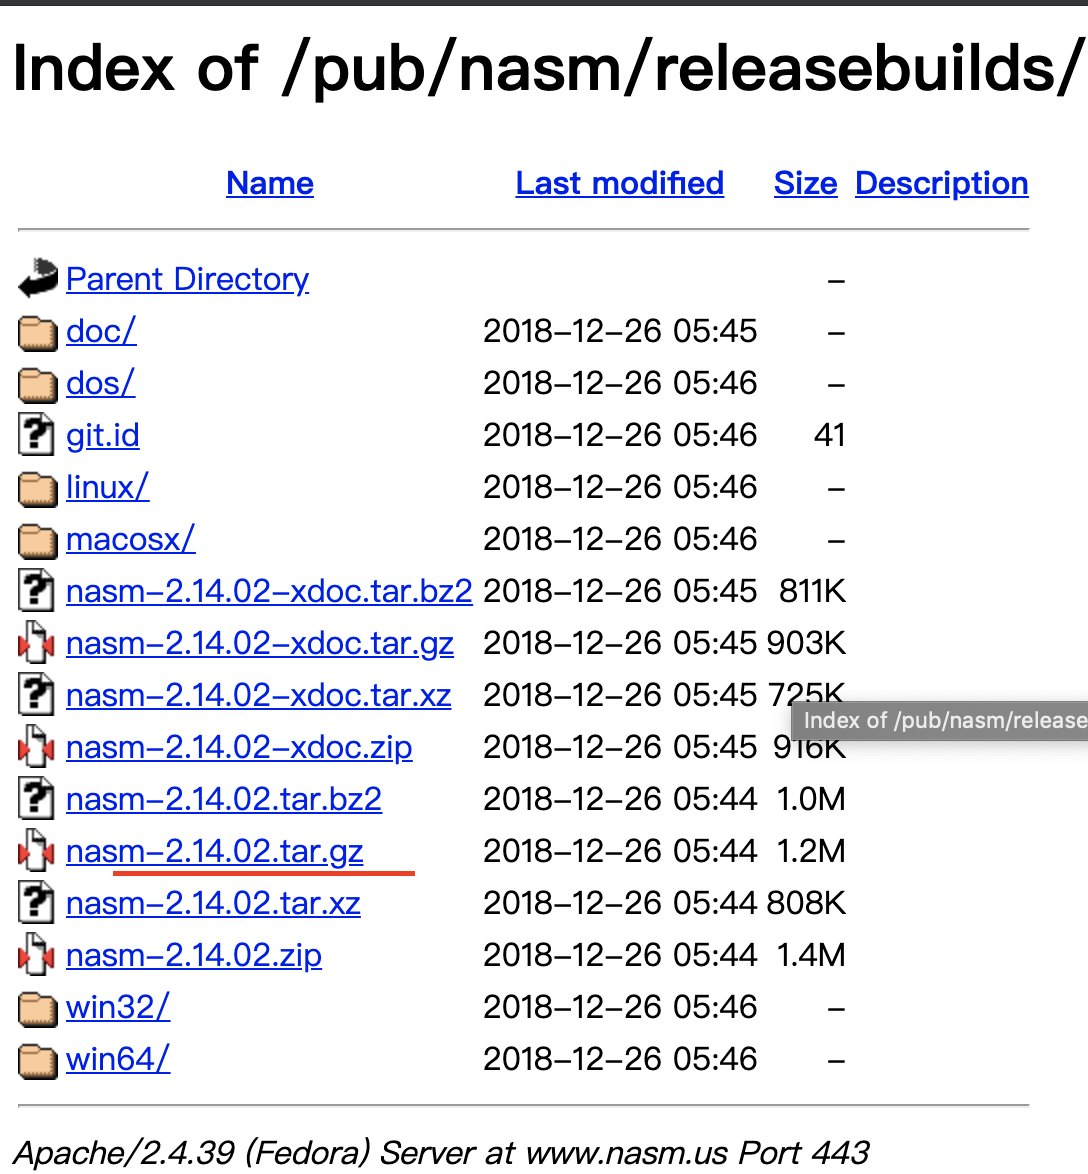 Index of /pub/nasm/releasebuilds/
Name Last modified Size Description
Parent Directory –
doc/ 2018–12–26 05:45 –
dos/ 2018–12–26 05:46 –
git.id 2018–12–26 05:46 41
linux/ 2018–12–26 05:46 –
macosx/ 2018–12–26 05:46 –
nasm–2.14.02–xdoc.tar.bz2 2018–12–26 05:45 811K
nasm–2.14.02–xdoc.tar.gz 2018–12–26 05:45 903K
nasm–2.14.02–xdoc.tar.xz 2018–12–26 05:45 725K
Index of /pub/nasm/release
nasm–2.14.02–xdoc.zip 2018–12–26 05:45 916K
nasm–2.14.02.tar.bz2 2018–12–26 05:44 1.0M
nasm–2.14.02.tar.gz 2018–12–26 05:44 1.2M
nasm–2.14.02.tar.xz 2018–12–26 05:44 808K
nasm–2.14.02.zip 2018–12–26 05:44 1.4M
win32/ 2018–12–26 05:46 –
win64/ 2018–12–26 05:46 –
Apache/2.4.39 (Fedora) Server at www.nasm.us Port 443